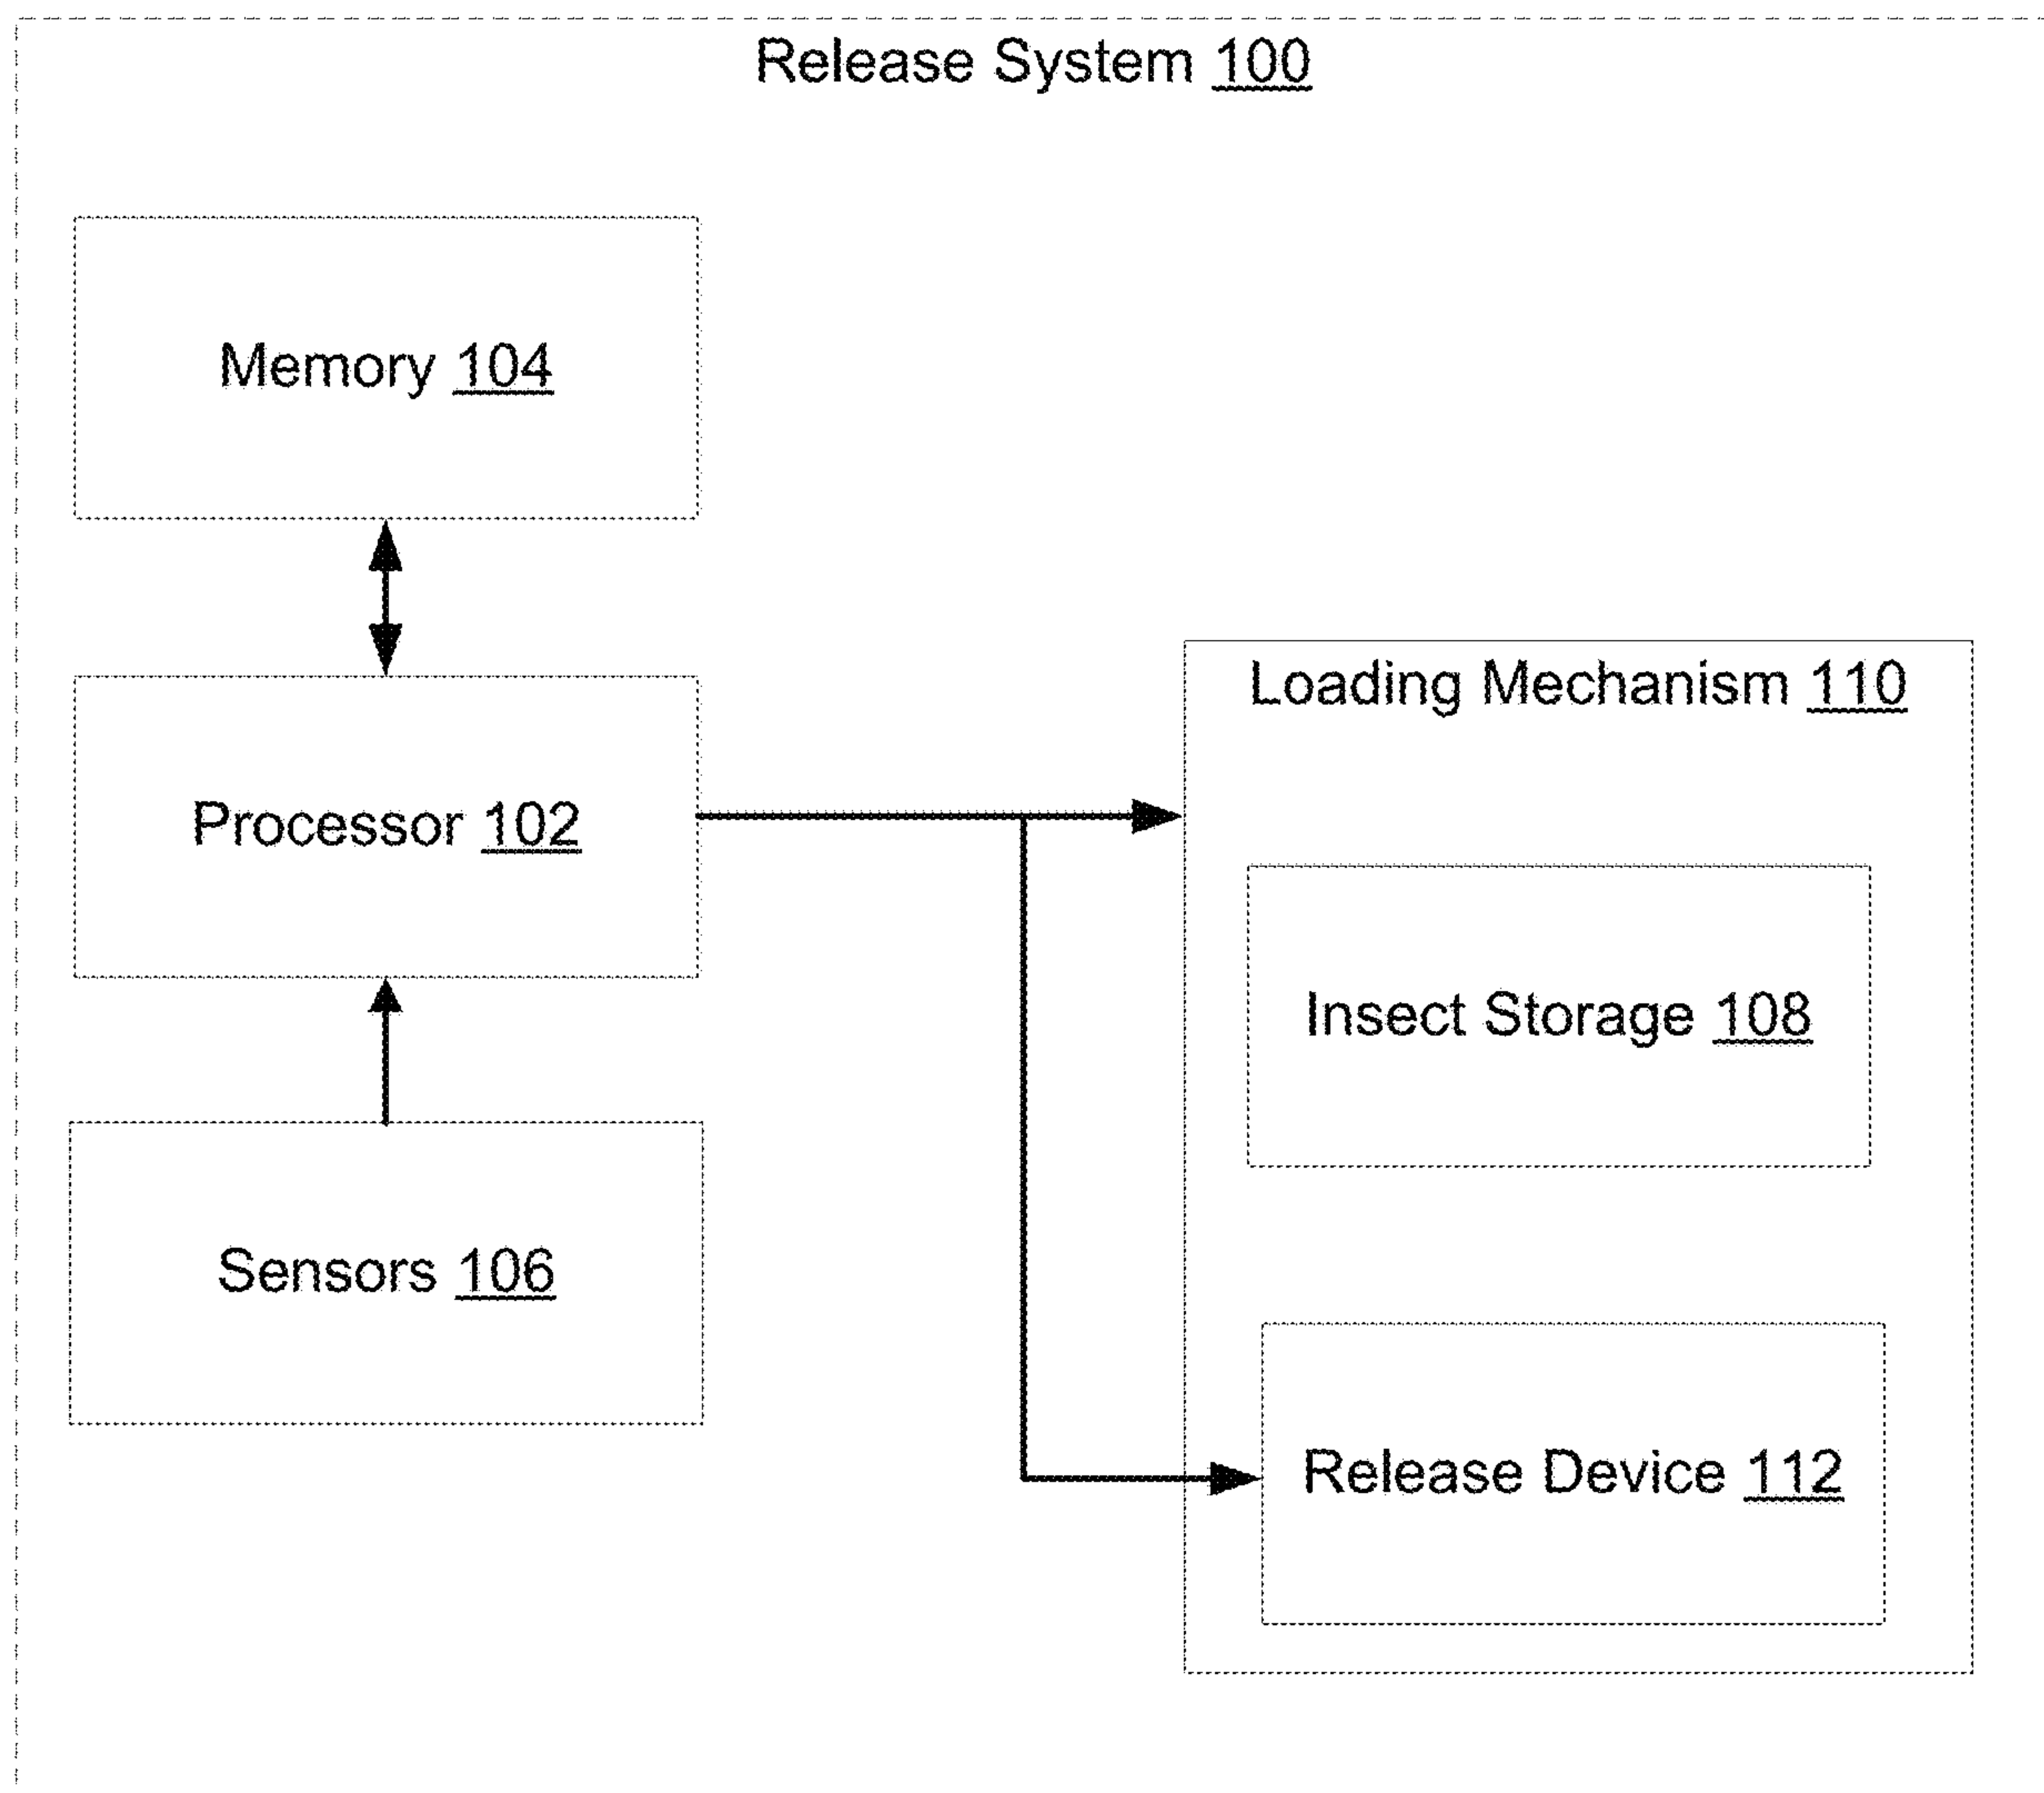 Release System 100
Memory 104
Processor 102
Sensors 106
Loading Mechanism 110
Insect Storage 108
Release Device 112